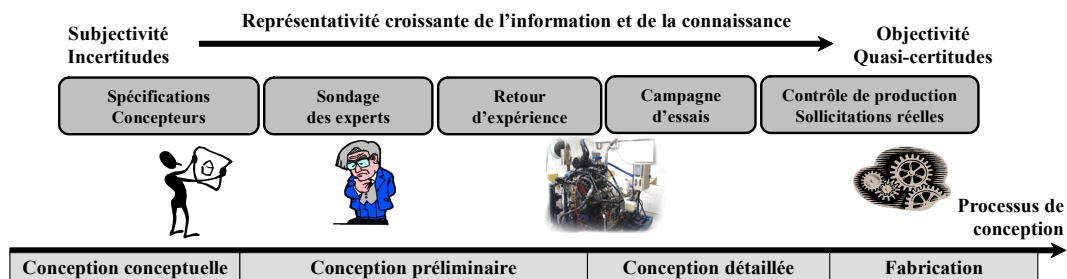 Représentativité croissante de l'information et de la connaissance
Subjectivité
Incertitudes
Objectivité
Quasi-certitudes
Spécifications
Concepteurs
Sondage
des experts
Retour
d'expérience
Campagne
d'essais
Contrôle de production
Sollicitations réelles
Processus de
conception
Conception conceptuelle
Conception préliminaire
Conception détaillée
Fabrication